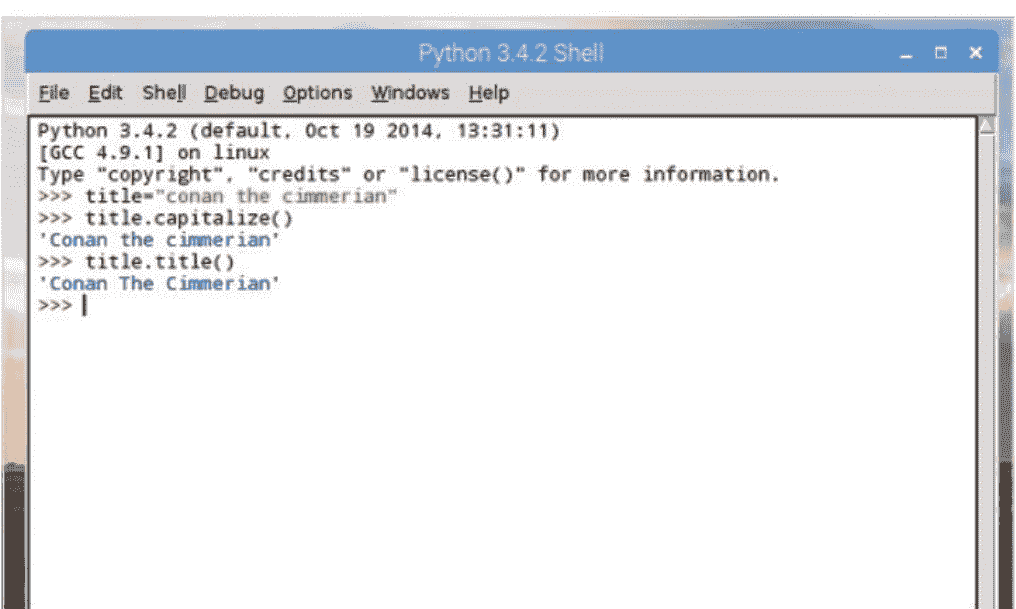 Python 3.4.2 Shell
File Edit Shell Debug Options Windows Help
Python 3.4.2 (default, Oct 19 2014, 13:31:11)
[GCC 4.9.1] on linux
Type "copyright", "credits" or "license()" for more information.
>>> title="conan the cimmerian"
>>> title.capitalize()
'Conan the cimmerian'
>>> title.title()
'Conan The Cimmerian'
>>>